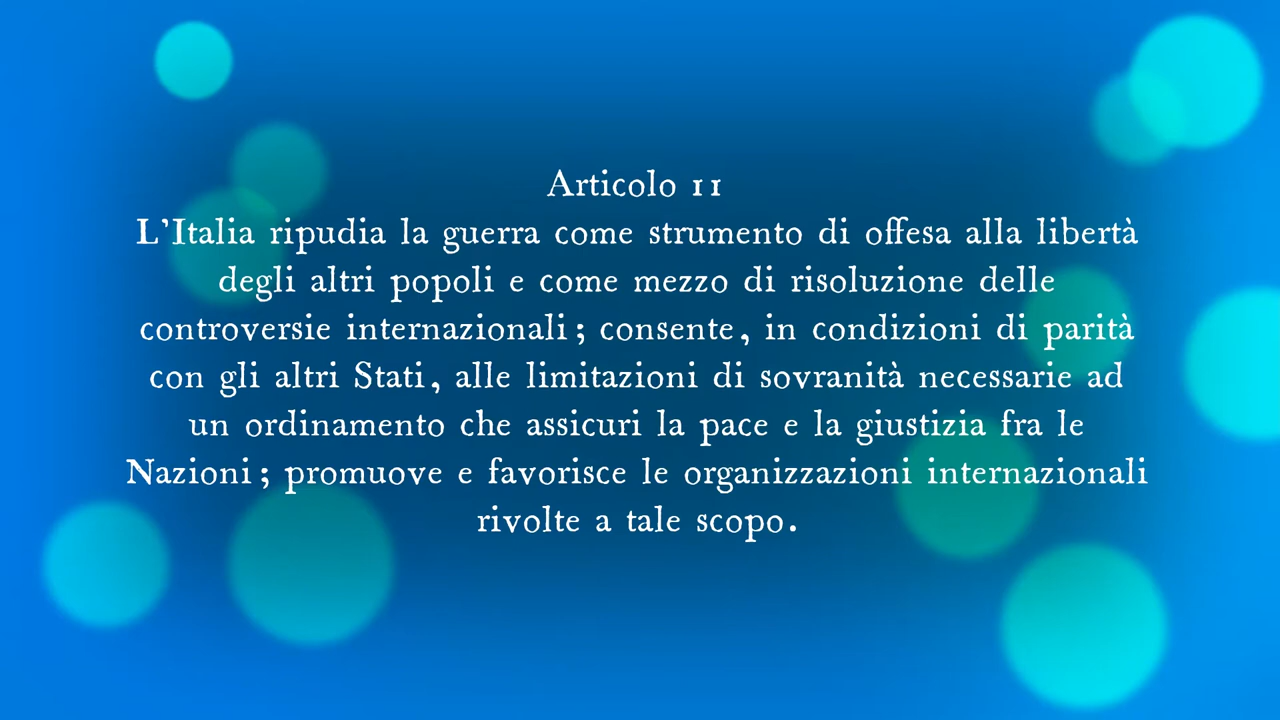 Articolo 11
L'Italia ripudia la guerra come strumento di offesa alla libertà
degli altri popoli e come mezzo di risoluzione delle
controversie internazionali; consente, in condizioni di parità
con gli altri Stati, alle limitazioni di sovranità necessarie ad
un ordinamento che assicuri la pace e la giustizia fra le
Nazioni; promuove e favorisce le organizzazioni internazionali
rivolte a tale scopo.